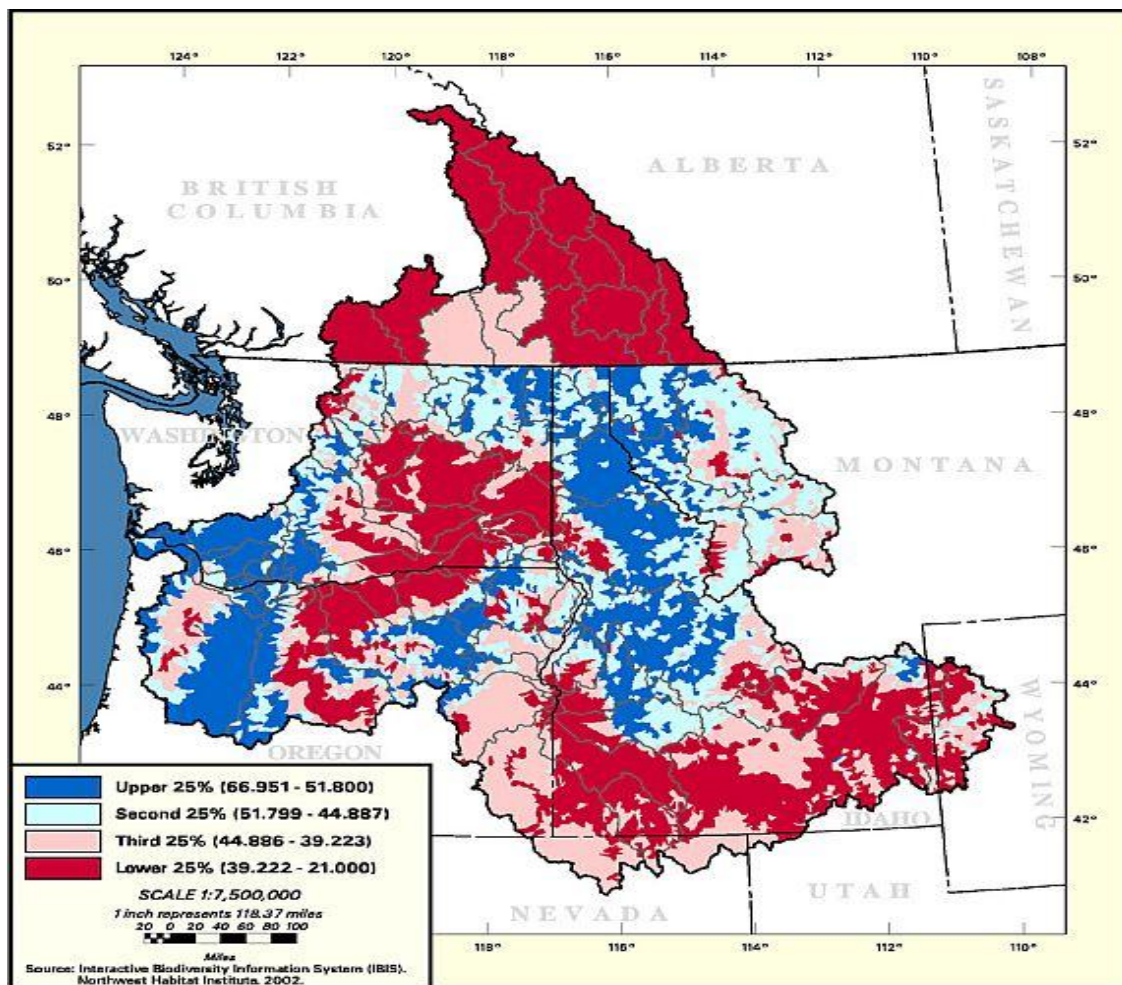 124° 122° 120° 118° 116° 114° 112° 110° 108°
52° 52°
50° 50°
48° 48°
46° 46°
44° 44°
42°
118° 116° 114° 112° 110°
BRITISH
COLUMBIA
ALBERTA
SASKATCHEWAN
WASHINGTON
MONTANA
OREGON
WYOMING
IDAHO
UTAH
NEVADA
Upper 25% (66.951 - 51.800)
Second 25% (51.799 - 44.887)
Third 25% (44.886 - 39.223)
Lower 25% (39.222 - 21.000)
SCALE 1:7,500,000
1 inch represents 118.37 miles
20 0 20 40 60 80 100
Miles
Source: Interactive Biodiversity Information System (IBIS).
Northwest Habitat Institute, 2002.